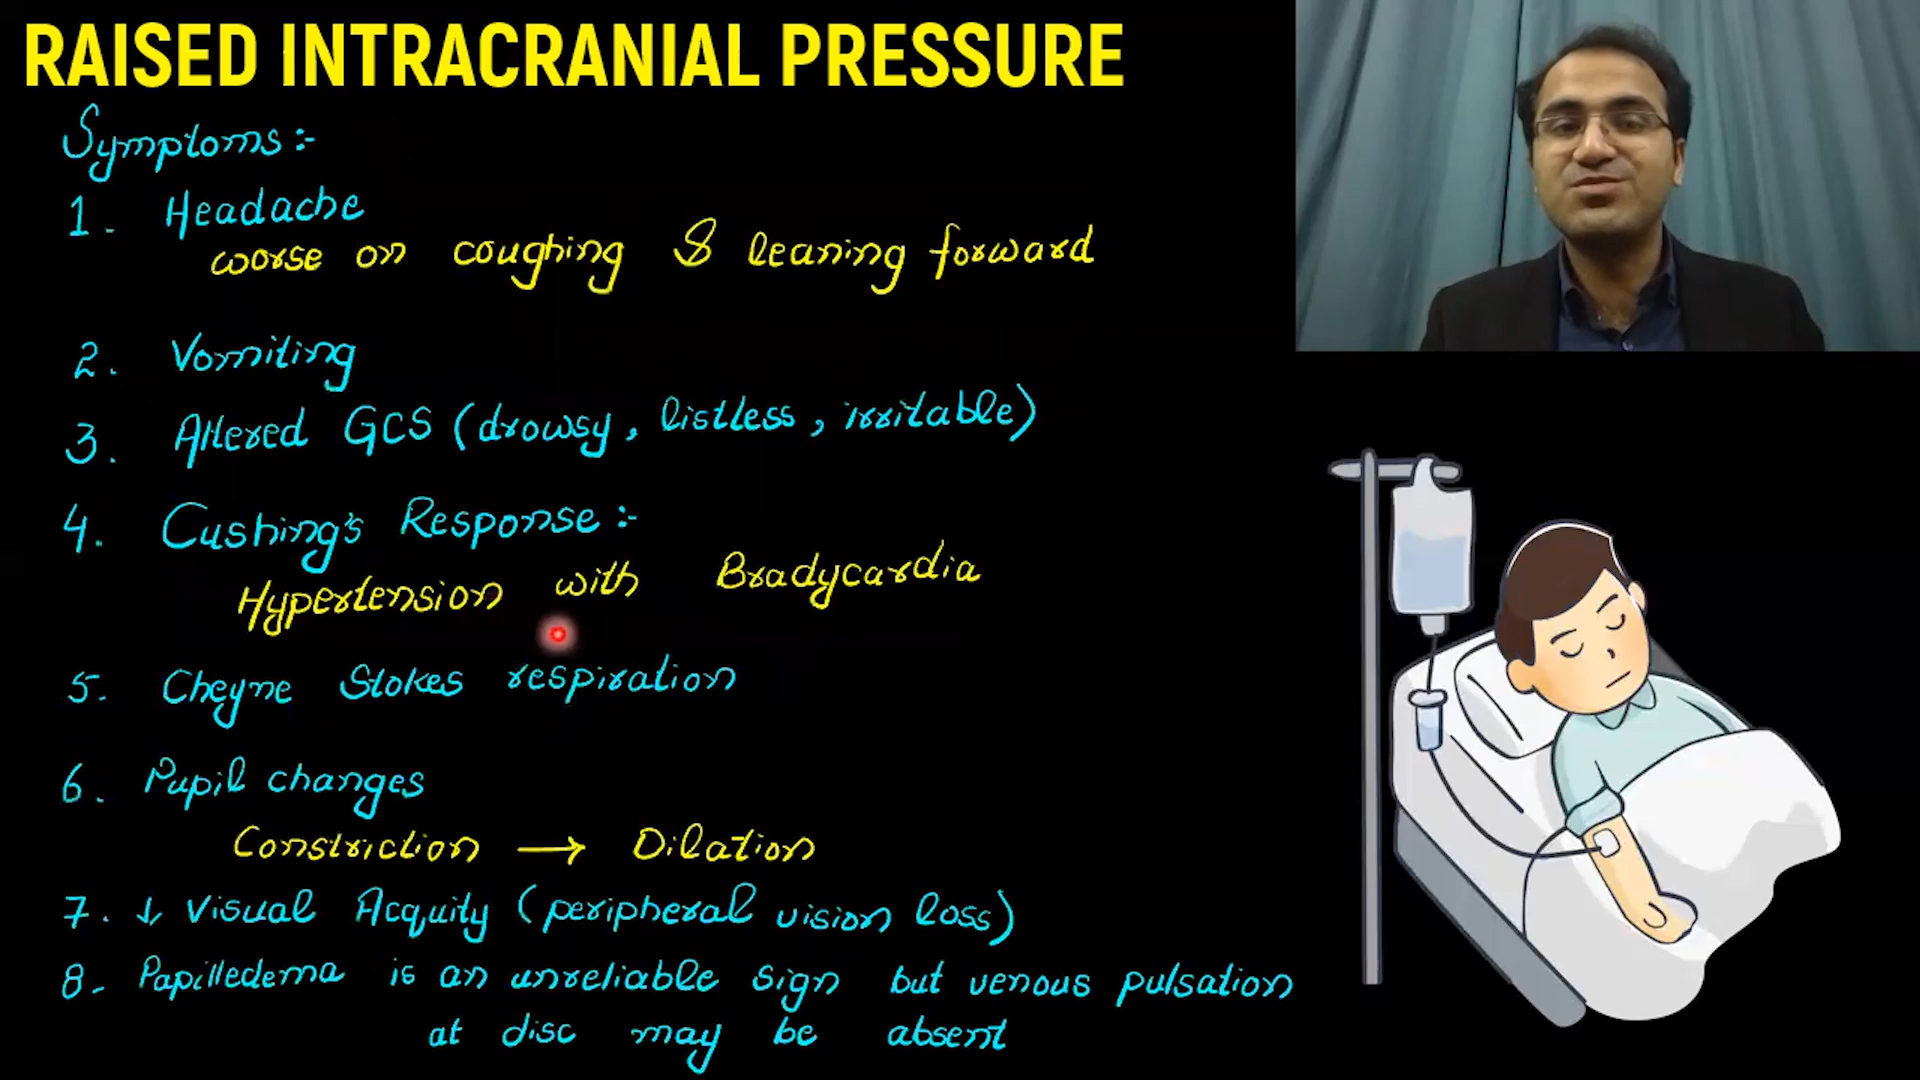 RAISED INTRACRANIAL PRESSURE
Symptoms :-
1. Headache
worse on coughing & leaning forward
2. Vomiting
3. Altered GCS (drowsy, listless, irritable)
4. Cushing's Response :-
Hypertension with Bradycardia
5. Cheyne Stokes respiration
6. Pupil changes
Constriction → Dilation
7. ↓ Visual Acquity (peripheral vision loss)
8- Papilledema is an unreliable sign but venous pulsation
at disc may be absent